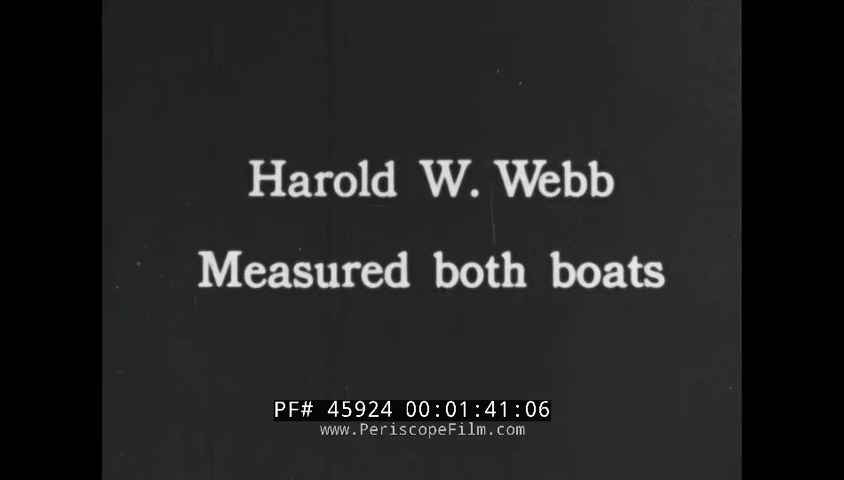 Harold W. Webb
Measured both boats
PF# 45924 00:01:41:06
www.PeriscopeFilm.com